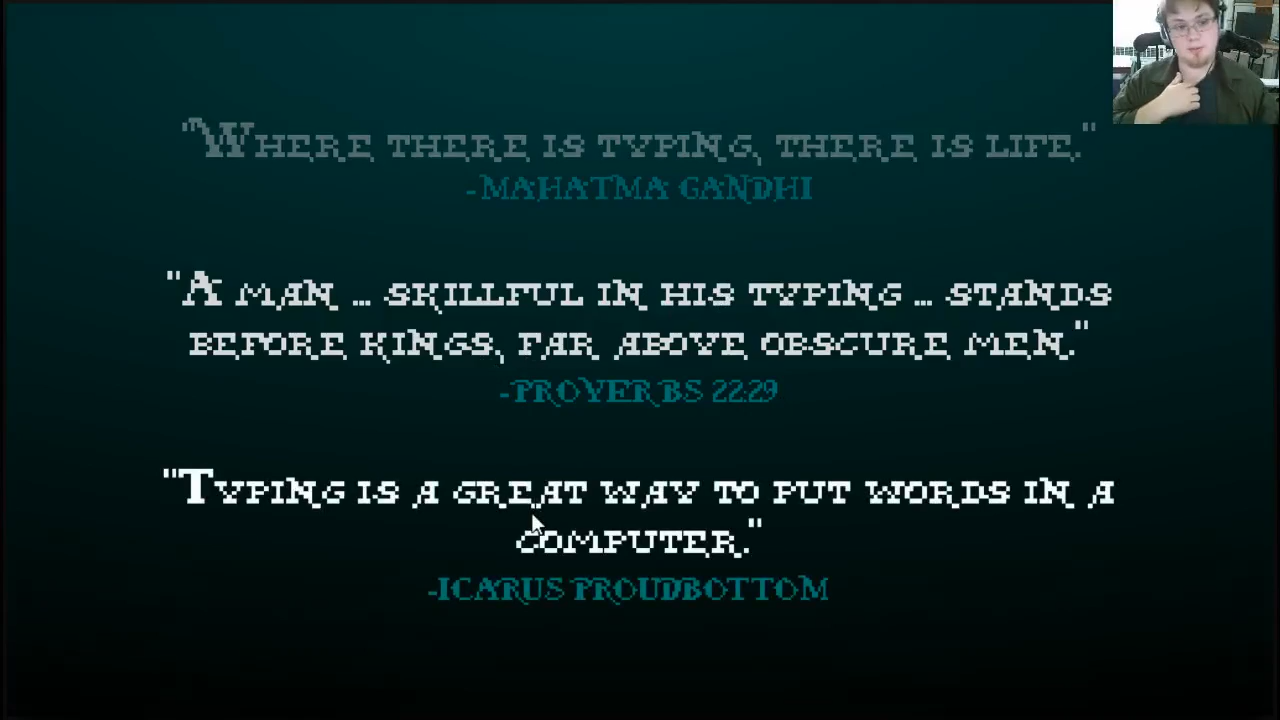 "Where there is typing, there is life."
-Mahatma Gandhi
"A man ... skillful in his typing ... stands
before kings, far above obscure men."
-Proverbs 22:29
"Typing is a great way to put words in a
computer."
-Icarus Proudbottom